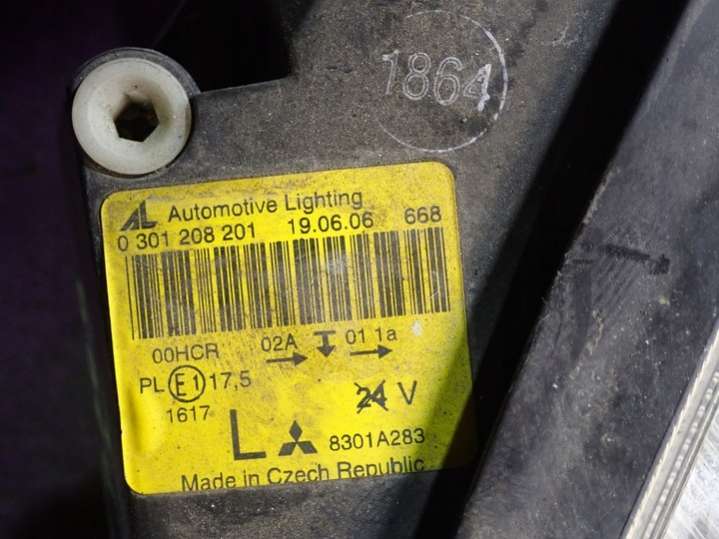 1864
AL Automotive Lighting
0 301 208 201 19.06.06 668
00HCR 02A 01 1a
PL E1 17,5
1617
24 V
L 8301A283
Made in Czech Republic